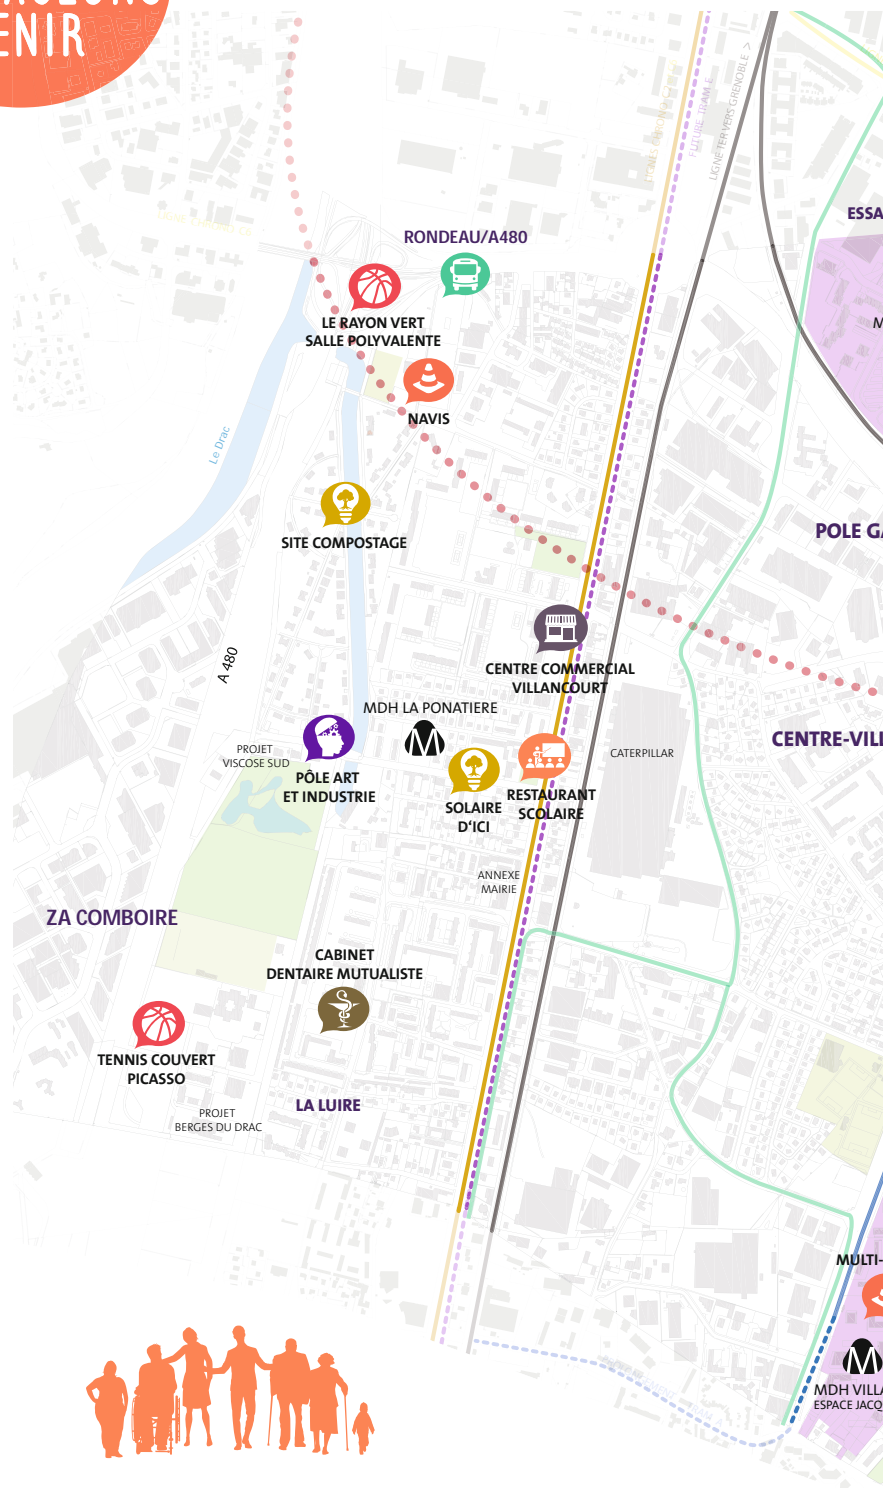 ENIR
LIGNE TER VERS GRENOBLE >
FUTURE TRAM E
RONDEAU/A480
LE RAYON VERT
SALLE POLYVALENTE
NAVIS
Le Drac
SITE COMPOSTAGE
ESSA
M
POLE GA
A 480
CENTRE COMMERCIAL
VILLANCOURT
MDH LA PONATIERE
M
PROJET
VISCOSE SUD
PÔLE ART
ET INDUSTRIE
SOLAIRE
D'ICI
RESTAURANT
SCOLAIRE
CATERPILLAR
CENTRE-VILL
ANNEXE
MAIRIE
ZA COMBOIRE
CABINET
DENTAIRE MUTUALISTE
TENNIS COUVERT
PICASSO
PROJET
BERGES DU DRAC
LA LUIRE
MULTI-
M
MDH VILLA
ESPACE JACQ